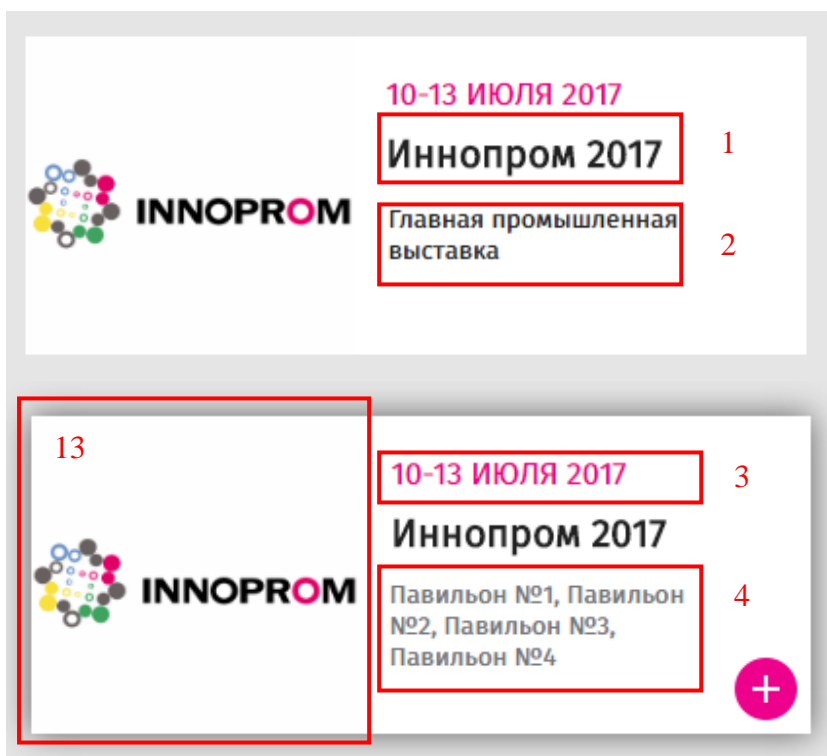 10-13 ИЮЛЯ 2017
Иннопром 2017
1
INNOPROM
Главная промышленная
выставка
2
13
10-13 ИЮЛЯ 2017
3
Иннопром 2017
INNOPROM
Павильон №1, Павильон
№2, Павильон №3,
Павильон №4
4
+